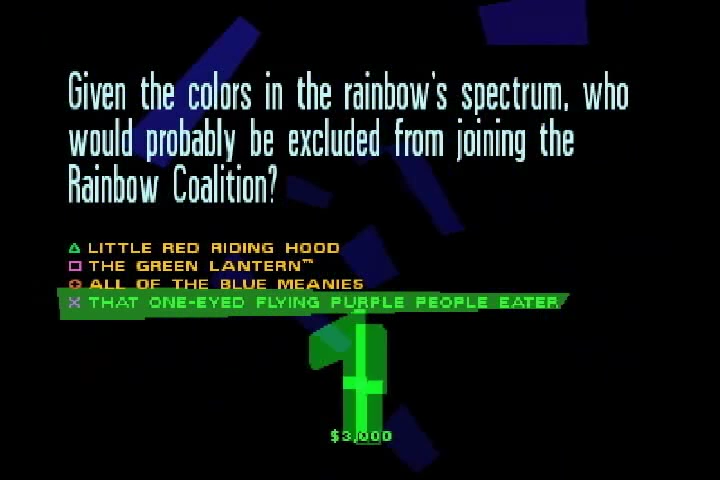 Given the colors in the rainbow's spectrum, who
would probably be excluded from joining the
Rainbow Coalition?
LITTLE RED RIDING HOOD
THE GREEN LANTERN™
ALL OF THE BLUE MEANIES
THAT ONE-EYED FLYING PURPLE PEOPLE EATER
1
$3,000